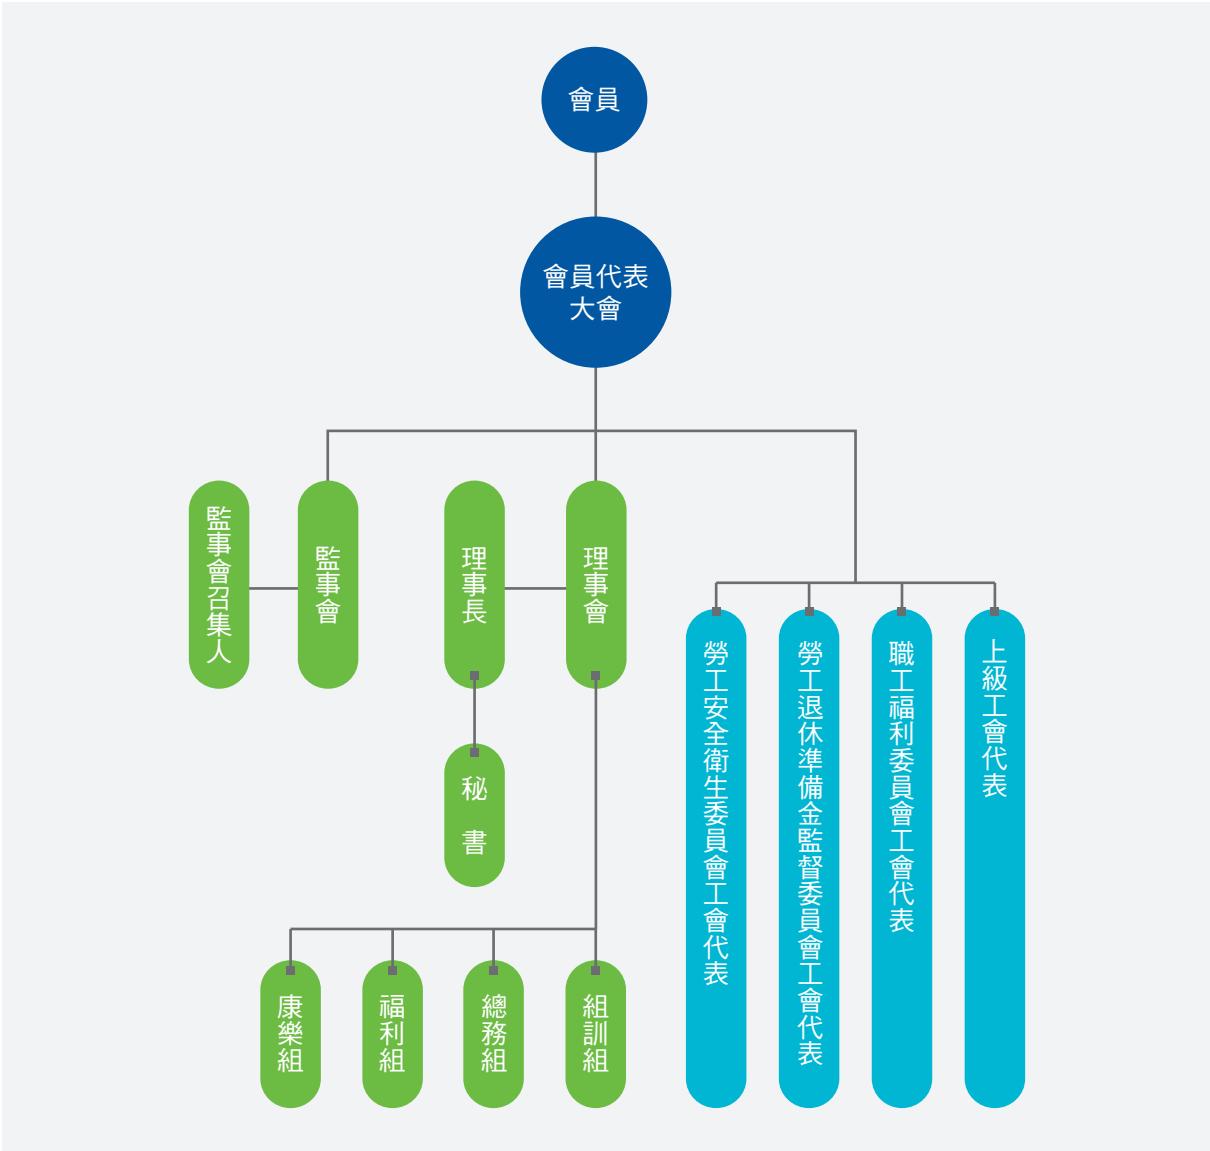 會員
會員代表
大會
監事會召集人
監事會
理事長
理事會
秘書
康樂組
福利組
總務組
組訓組
勞工安全衛生委員會工會代表
勞工退休準備金監督委員會工會代表
職工福利委員會工會代表
上級工會代表